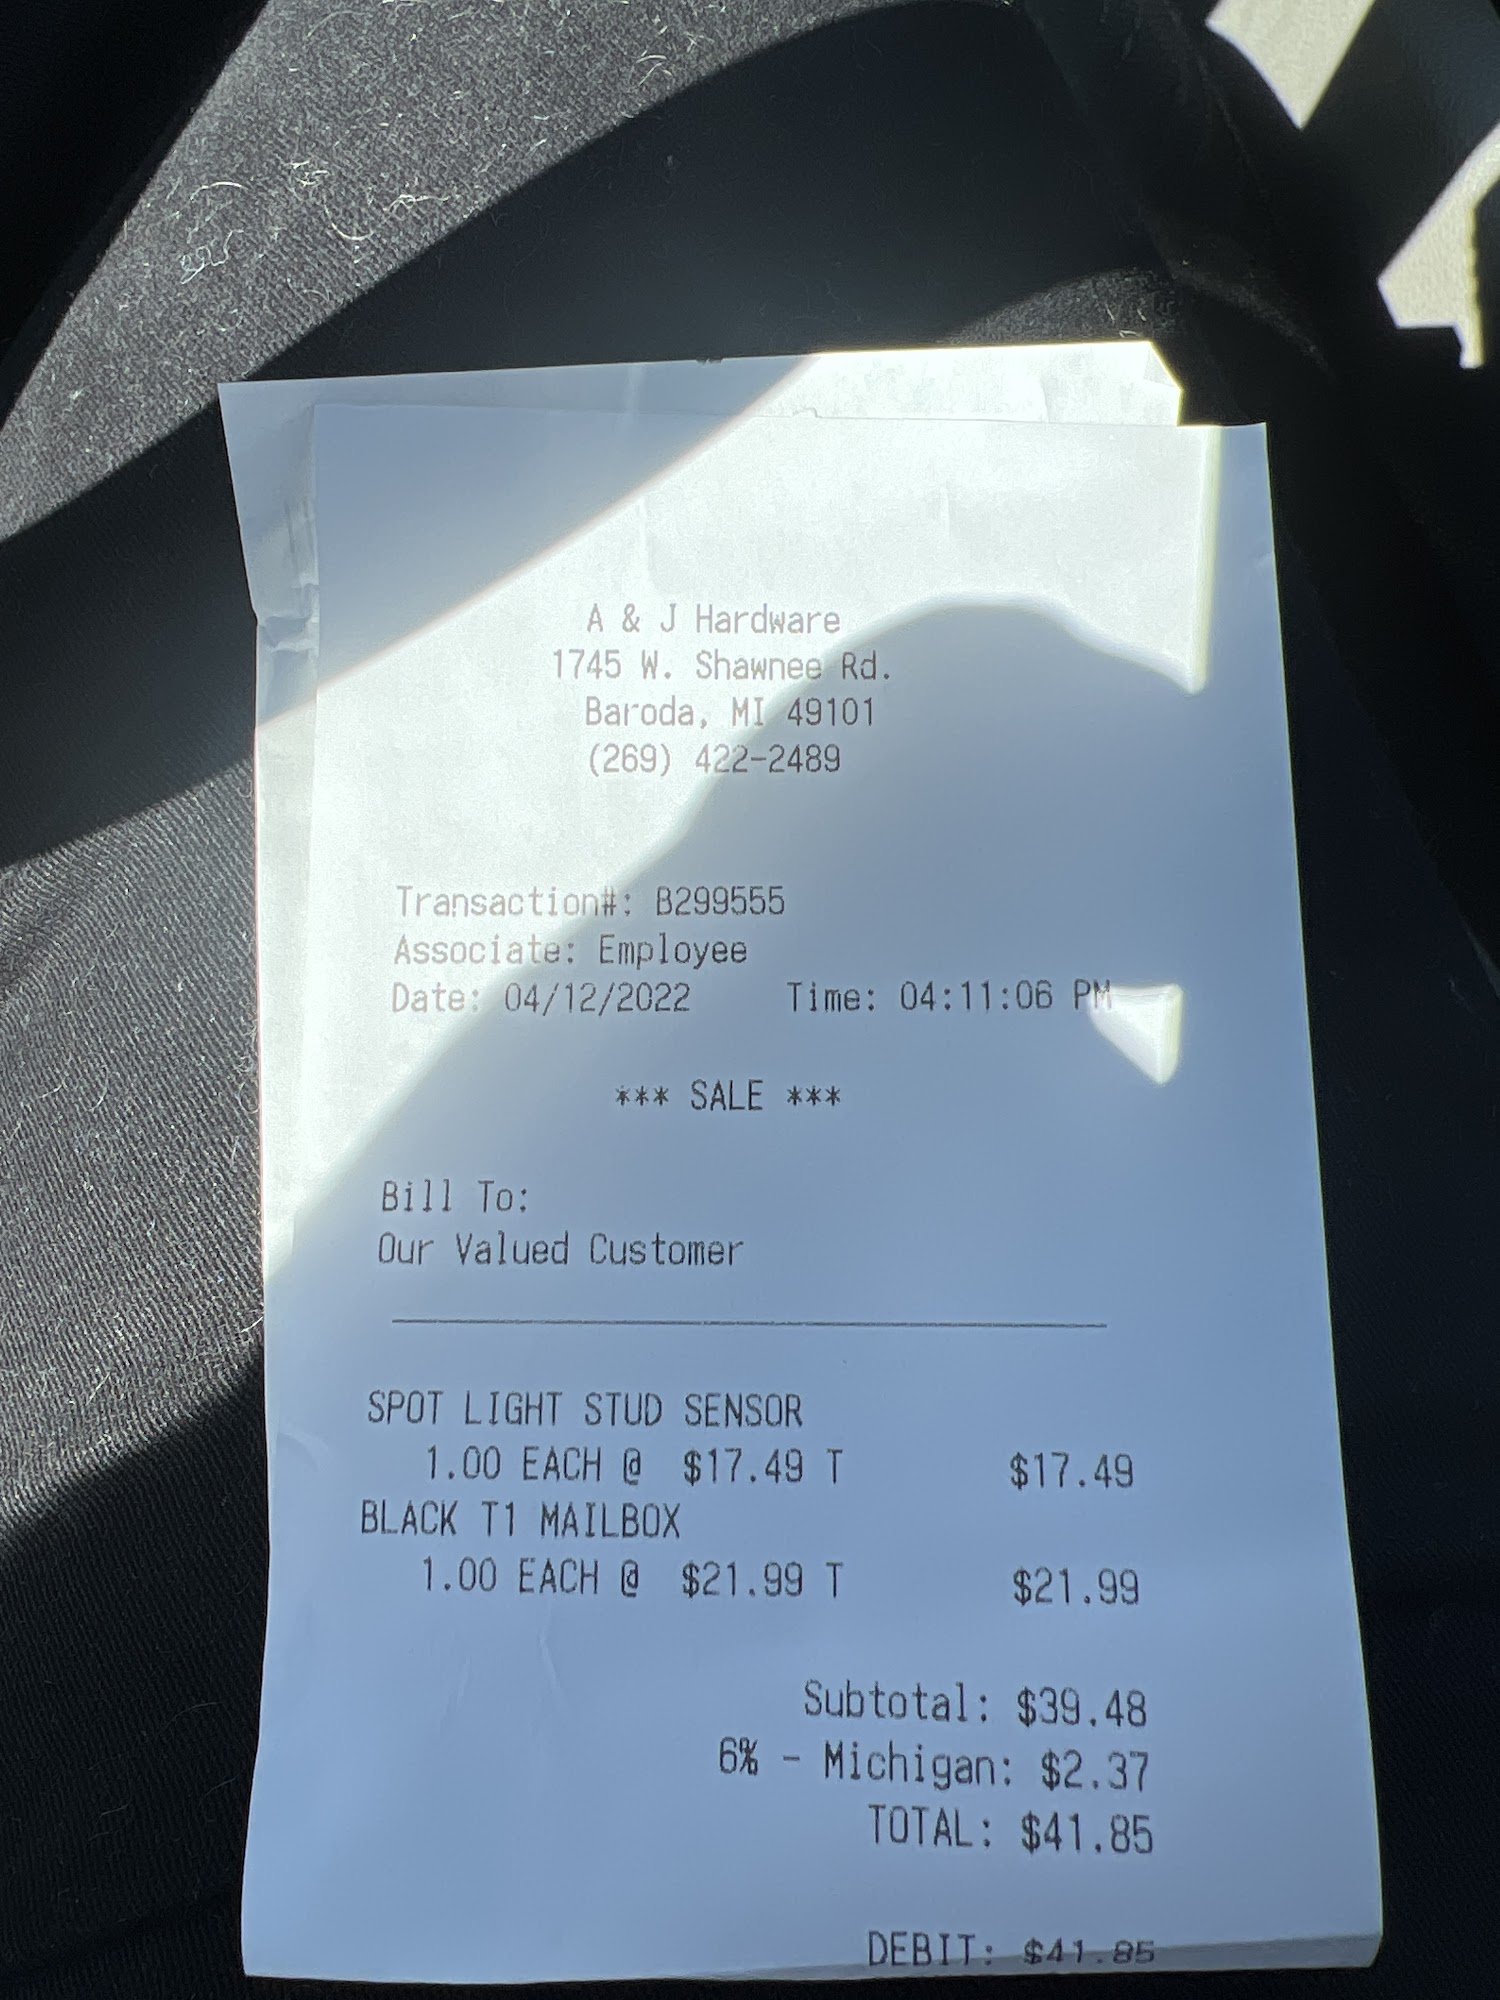 A & J Hardware
1745 W. Shawnee Rd.
Baroda, MI 49101
(269) 422-2489
Transaction#: B299555
Associate: Employee
Date: 04/12/2022 Time: 04:11:06 PM
*** SALE ***
Bill To:
Our Valued Customer
SPOT LIGHT STUD SENSOR
1.00 EACH @ $17.49 T $17.49
BLACK T1 MAILBOX
1.00 EACH @ $21.99 T $21.99
Subtotal: $39.48
6% - Michigan: $2.37
TOTAL: $41.85
DEBIT: $41.85